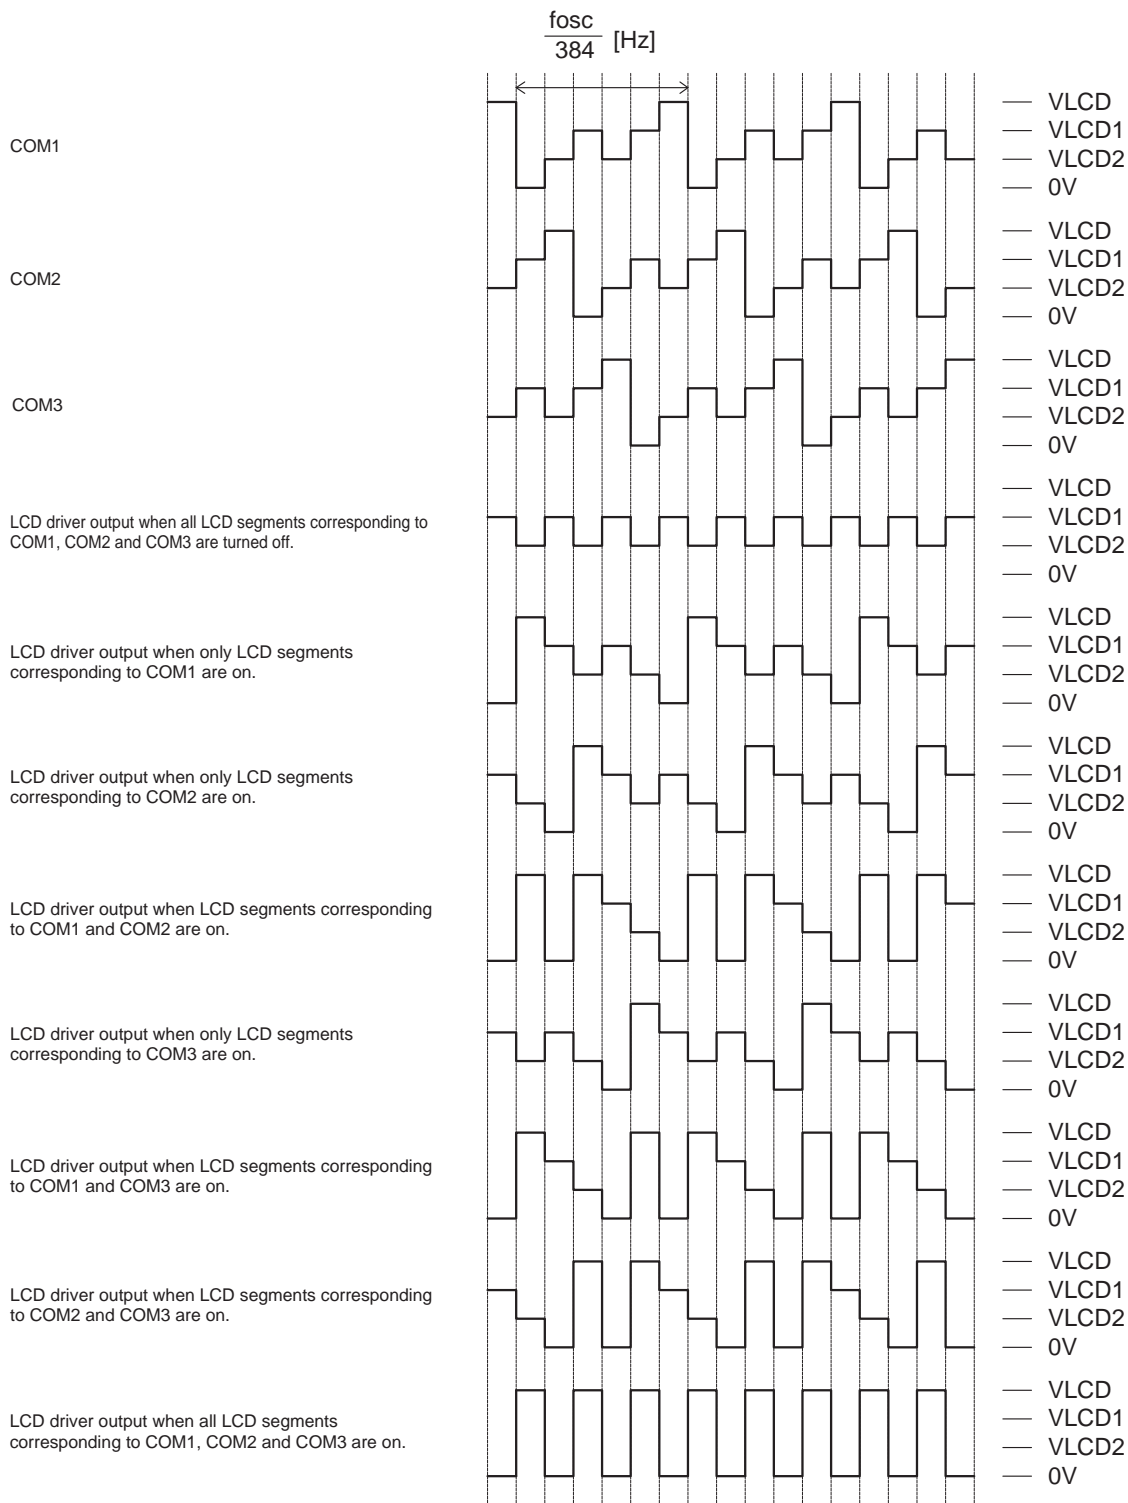 fosc
384 [Hz]
COM1
VLCD
VLCD1
VLCD2
0V
COM2
VLCD
VLCD1
VLCD2
0V
COM3
VLCD
VLCD1
VLCD2
0V
LCD driver output when all LCD segments corresponding to
COM1, COM2 and COM3 are turned off.
VLCD
VLCD1
VLCD2
0V
LCD driver output when only LCD segments
corresponding to COM1 are on.
VLCD
VLCD1
VLCD2
0V
LCD driver output when only LCD segments
corresponding to COM2 are on.
VLCD
VLCD1
VLCD2
0V
LCD driver output when LCD segments corresponding
to COM1 and COM2 are on.
VLCD
VLCD1
VLCD2
0V
LCD driver output when only LCD segments
corresponding to COM3 are on.
VLCD
VLCD1
VLCD2
0V
LCD driver output when LCD segments corresponding
to COM1 and COM3 are on.
VLCD
VLCD1
VLCD2
0V
LCD driver output when LCD segments corresponding
to COM2 and COM3 are on.
VLCD
VLCD1
VLCD2
0V
LCD driver output when all LCD segments
corresponding to COM1, COM2 and COM3 are on.
VLCD
VLCD1
VLCD2
0V